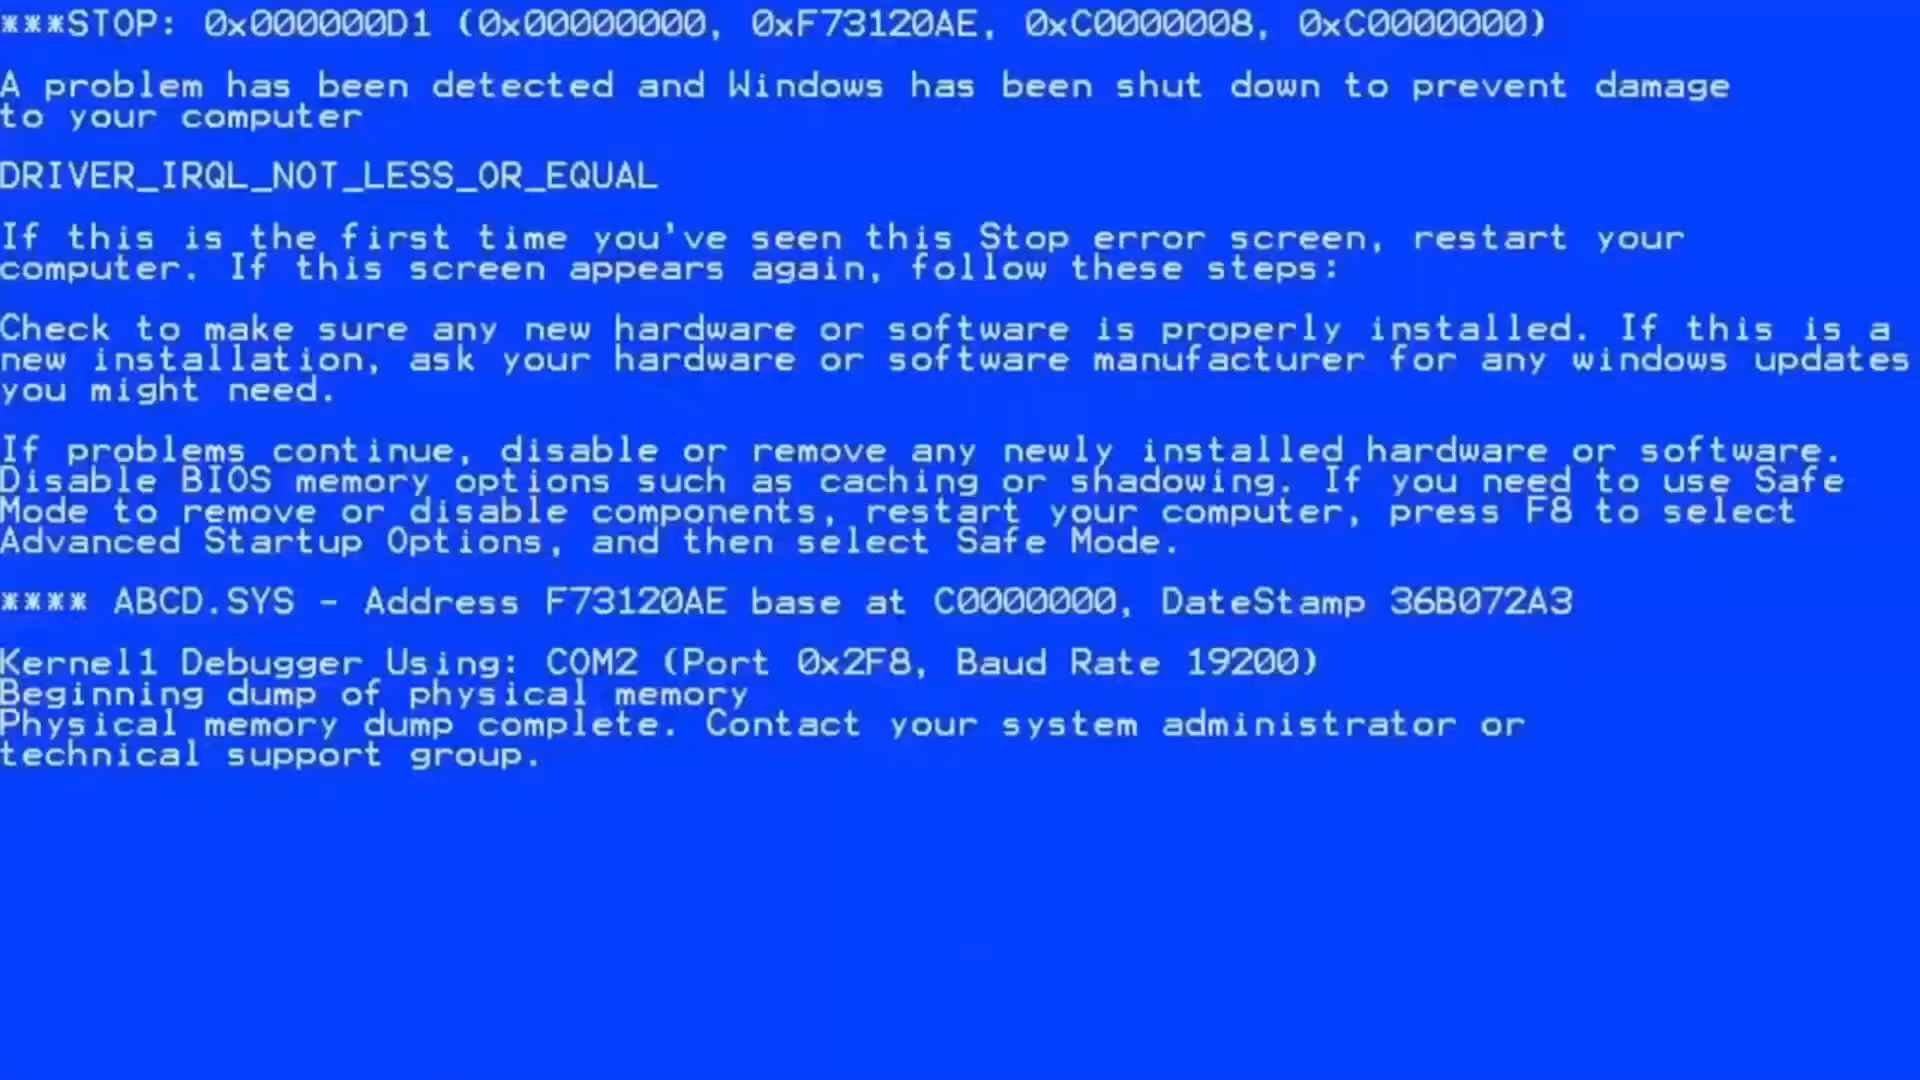 ***STOP: 0x000000D1 (0x00000000, 0xF73120AE, 0xC0000008, 0xC0000000)
A problem has been detected and Windows has been shut down to prevent damage
to your computer
DRIVER_IRQL_NOT_LESS_OR_EQUAL
If this is the first time you've seen this Stop error screen, restart your
computer. If this screen appears again, follow these steps:
Check to make sure any new hardware or software is properly installed. If this is a
new installation, ask your hardware or software manufacturer for any windows updates
you might need.
If problems continue, disable or remove any newly installed hardware or software.
Disable BIOS memory options such as caching or shadowing. If you need to use Safe
Mode to remove or disable components, restart your computer, press F8 to select
Advanced Startup Options, and then select Safe Mode.
**** ABCD.SYS - Address F73120AE base at C0000000, DateStamp 36B072A3
Kernel1 Debugger Using: COM2 (Port 0x2F8, Baud Rate 19200)
Beginning dump of physical memory
Physical memory dump complete. Contact your system administrator or
technical support group.